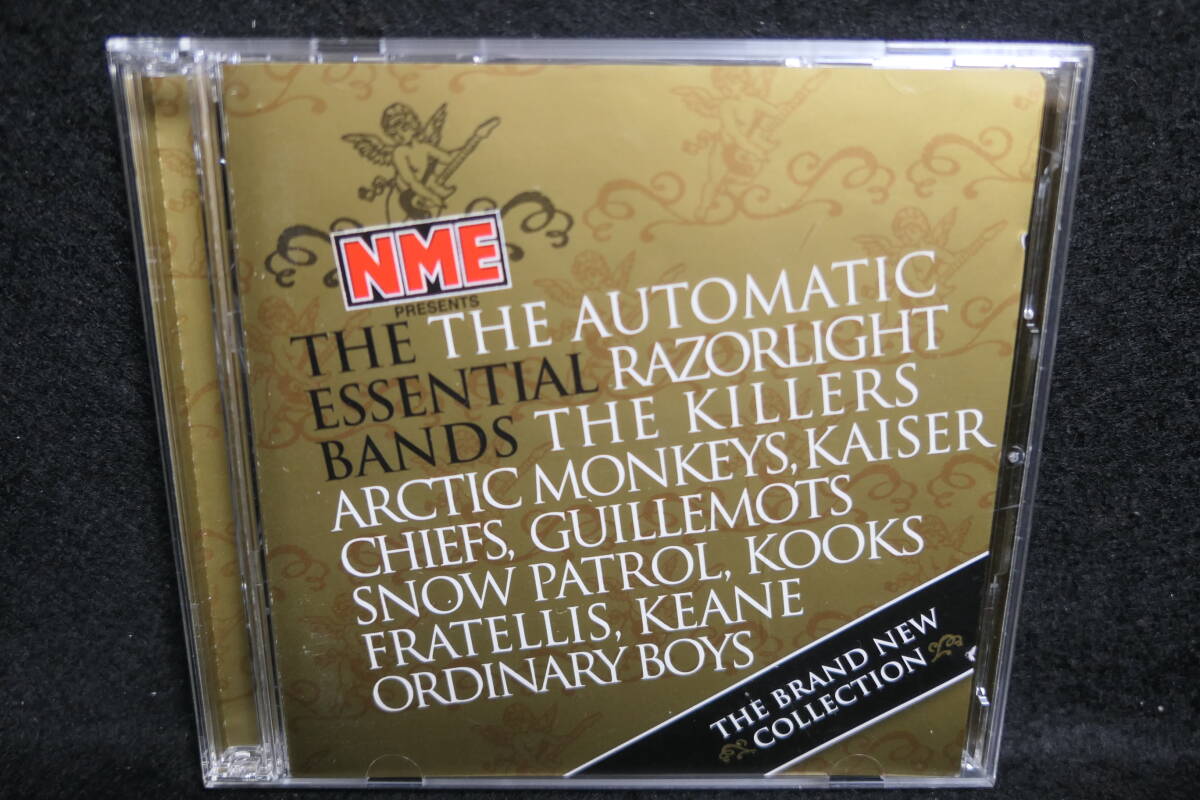 NME
PRESENTS
THE THE AUTOMATIC
ESSENTIAL RAZORLIGHT
BANDS THE KILLERS
ARCTIC MONKEYS, KAISER
CHIEFS, GUILLEMOTS
SNOW PATROL, KOOKS
FRATELLIS, KEANE
ORDINARY BOYS
THE BRAND NEW
COLLECTION